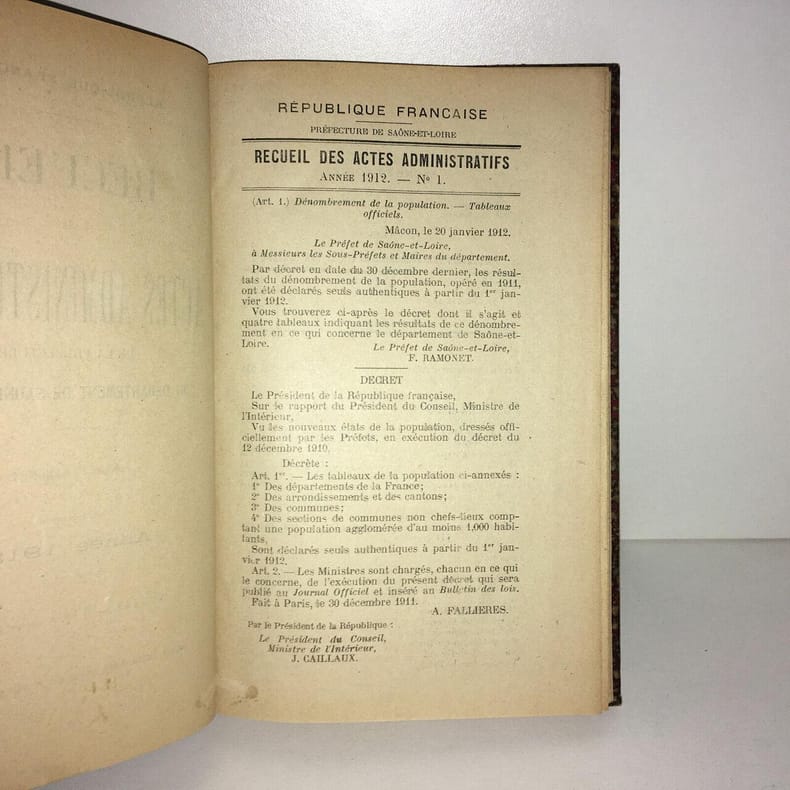 RÉPUBLIQUE FRANCAISE
PRÉFECTURE DE SAÔNE-ET-LOIRE
RECUEIL DES ACTES ADMINISTRATIFS
ANNÉE 1912. — No 1.
(Art. 1.) Dénombrement de la population. — Tableaux
officiels.
Mâcon, le 20 janvier 1912.
Le Préfet de Saône-et-Loire,
à Messieurs les Sous-Préfets et Maires du département.
Par décret en date du 30 décembre dernier, les résul-
tats du dénombrement de la population, opéré en 1911,
ont été déclarés seuls authentiques à partir du 1er jan-
vier 1912.
Vous trouverez ci-après le décret dont il s'agit et
quatre tableaux indiquant les résultats de ce dénombre-
ment en ce qui concerne le département de Saône-et-
Loire.
Le Préfet de Saône-et-Loire,
F. RAMONET.
DECRET
Le Président de la République française,
Sur le rapport du Président du Conseil, Ministre de
l'Intérieur,
Vu les nouveaux états de la population, dressés offi-
ciellement par les Préfets, en exécution du décret du
12 décembre 1910.
Décrète :
Art. 1er. — Les tableaux de la population ci-annexés :
1° Des départements de la France;
2° Des arrondissements et des cantons;
3° Des communes;
4° Des sections de communes non chefs-lieux comp-
tant une population agglomérée d'au moins 1,000 habi-
tants,
Sont déclarés seuls authentiques à partir du 1er jan-
vier 1912.
Art. 2. — Les Ministres sont chargés, chacun en ce qui
le concerne, de l'exécution du présent décret qui sera
publié au Journal Officiel et inséré au Bulletin des lois.
Fait à Paris, le 30 décembre 1911.
A. FALLIERES.
Par le Président de la République :
Le Président du Conseil,
Ministre de l'Intérieur,
J. CAILLAUX.